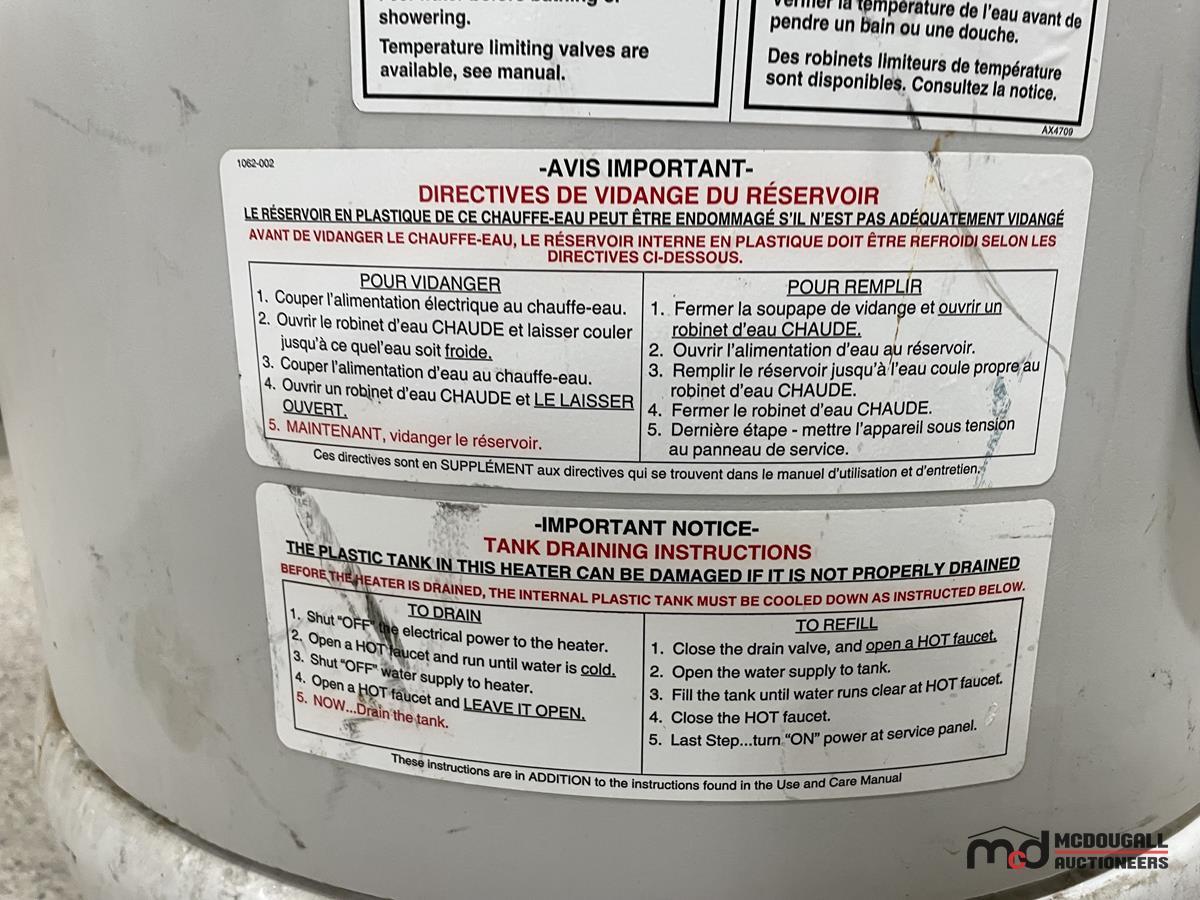 showering.
Temperature limiting valves are
available, see manual.
la température de l'eau avant de
pendre un bain ou une douche.
Des robinets limiteurs de température
sont disponibles. Consultez la notice.
AX4709
1062-002
-AVIS IMPORTANT-
DIRECTIVES DE VIDANGE DU RÉSERVOIR
LE RÉSERVOIR EN PLASTIQUE DE CE CHAUFFE-EAU PEUT ÊTRE ENDOMMAGÉ S'IL N'EST PAS ADÉQUATEMENT VIDANGÉ
AVANT DE VIDANGER LE CHAUFFE-EAU, LE RÉSERVOIR INTERNE EN PLASTIQUE DOIT ÊTRE REFROIDI SELON LES
DIRECTIVES CI-DESSOUS.
POUR VIDANGER
1. Couper l'alimentation électrique au chauffe-eau.
2. Ouvrir le robinet d'eau CHAUDE et laisser couler
jusqu'à ce quel'eau soit froide.
3. Couper l'alimentation d'eau au chauffe-eau.
4. Ouvrir un robinet d'eau CHAUDE et LE LAISSER
OUVERT.
5. MAINTENANT, vidanger le réservoir.
POUR REMPLIR
1. Fermer la soupape de vidange et ouvrir un
robinet d'eau CHAUDE.
2. Ouvrir l'alimentation d'eau au réservoir.
3. Remplir le réservoir jusqu'à l'eau coule propre au
robinet d'eau CHAUDE.
4. Fermer le robinet d'eau CHAUDE.
5. Dernière étape - mettre l'appareil sous tension
au panneau de service.
Ces directives sont en SUPPLÉMENT aux directives qui se trouvent dans le manuel d'utilisation et d'entretien.
-IMPORTANT NOTICE-
TANK DRAINING INSTRUCTIONS
THE PLASTIC TANK IN THIS HEATER CAN BE DAMAGED IF IT IS NOT PROPERLY DRAINED
BEFORE THE HEATER IS DRAINED, THE INTERNAL PLASTIC TANK MUST BE COOLED DOWN AS INSTRUCTED BELOW.
TO DRAIN
1. Shut "OFF" the electrical power to the heater.
2. Open a HOT faucet and run until water is cold.
3. Shut "OFF" water supply to heater.
4. Open a HOT faucet and LEAVE IT OPEN.
5. NOW...Drain the tank.
TO REFILL
1. Close the drain valve, and open a HOT faucet.
2. Open the water supply to tank.
3. Fill the tank until water runs clear at HOT faucet.
4. Close the HOT faucet.
5. Last Step...turn "ON" power at service panel.
These instructions are in ADDITION to the instructions found in the Use and Care Manual
mcd MCDOUGALL
AUCTIONEERS